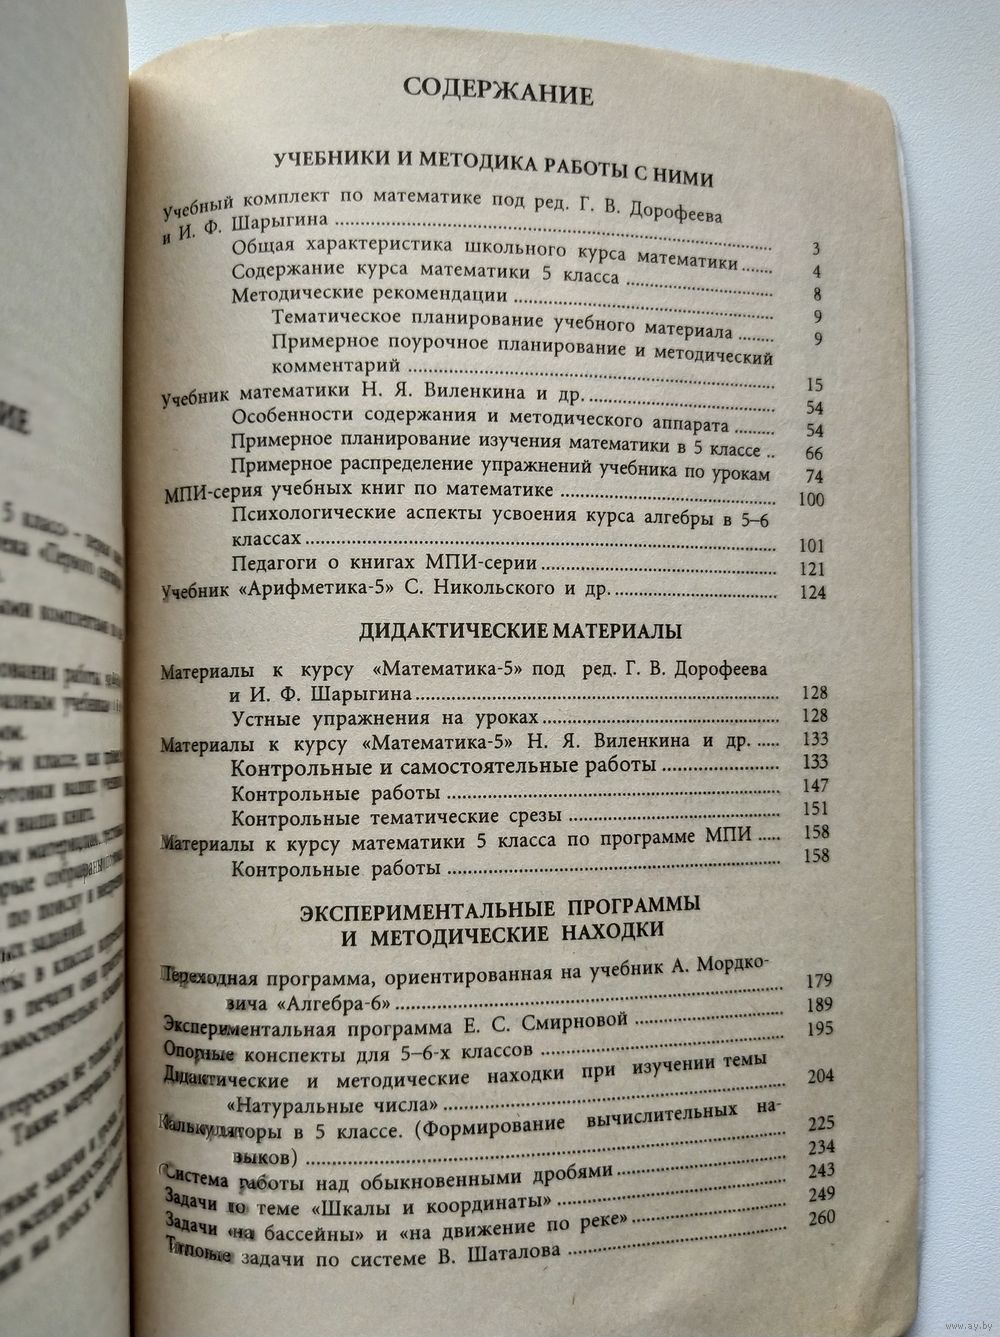 СОДЕРЖАНИЕ
УЧЕБНИКИ И МЕТОДИКА РАБОТЫ С НИМИ
Учебный комплект по математике под ред. Г. В. Дорофеева
и И. Ф. Шарыгина ........ 3
Общая характеристика школьного курса математики ....... 4
Содержание курса математики 5 класса ........ 8
Методические рекомендации ........ 9
Тематическое планирование учебного материала ........ 9
Примерное поурочное планирование и методический
комментарий ........ 15
Учебник математики Н. Я. Виленкина и др. ........ 54
Особенности содержания и методического аппарата ........ 54
Примерное планирование изучения математики в 5 классе .. 66
Примерное распределение упражнений учебника по урокам 74
МПИ-серия учебных книг по математике ........ 100
Психологические аспекты усвоения курса алгебры в 5–6
классах ........ 101
Педагоги о книгах МПИ-серии ........ 121
Учебник «Арифметика-5» С. Никольского и др. ........ 124
ДИДАКТИЧЕСКИЕ МАТЕРИАЛЫ
Материалы к курсу «Математика-5» под ред. Г. В. Дорофеева
и И. Ф. Шарыгина ........ 128
Устные упражнения на уроках ........ 128
Материалы к курсу «Математика-5» Н. Я. Виленкина и др. ..... 133
Контрольные и самостоятельные работы ........ 133
Контрольные работы ........ 147
Контрольные тематические срезы ........ 151
Материалы к курсу математики 5 класса по программе МПИ .... 158
Контрольные работы ........ 158
ЭКСПЕРИМЕНТАЛЬНЫЕ ПРОГРАММЫ
И МЕТОДИЧЕСКИЕ НАХОДКИ
Переходная программа, ориентированная на учебник А. Мордко-
вича «Алгебра-6» ........ 179
Экспериментальная программа Е. С. Смирновой ........ 189
Опорные конспекты для 5–6-х классов ........ 195
Дидактические и методические находки при изучении темы
«Натуральные числа» ........ 204
Калькуляторы в 5 классе. (Формирование вычислительных на-
выков) ........ 225
Система работы над обыкновенными дробями ........ 234
Задачи по теме «Шкалы и координаты» ........ 243
Задачи «на бассейны» и «на движение по реке» ........ 249
Типовые задачи по системе В. Шаталова ........ 260
www.ay.by